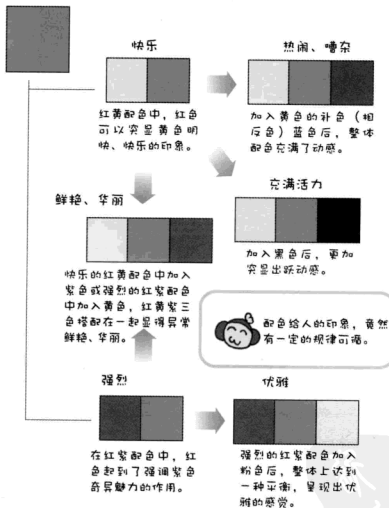 快乐
红黄配色中，红色
可以突显黄色明
快、快乐的印象。
热闹、嘈杂
加入黄色的补色（相
反色）蓝色后，整体
配色充满了动感。
充满活力
加入黑色后，更加
突显出跃动感。
鲜艳、华丽
快乐的红黄配色中加入
紫色或强烈的红紫配色
中加入黄色，红黄紫三
色搭配在一起显得异常
鲜艳、华丽。
配色给人的印象，竟然
有一定的规律可循。
强烈
在红紫配色中，红
色起到了强调紫色
奇异魅力的作用。
优雅
强烈的红紫配色加入
粉色后，整体上达到
一种平衡，呈现出优
雅的感觉。